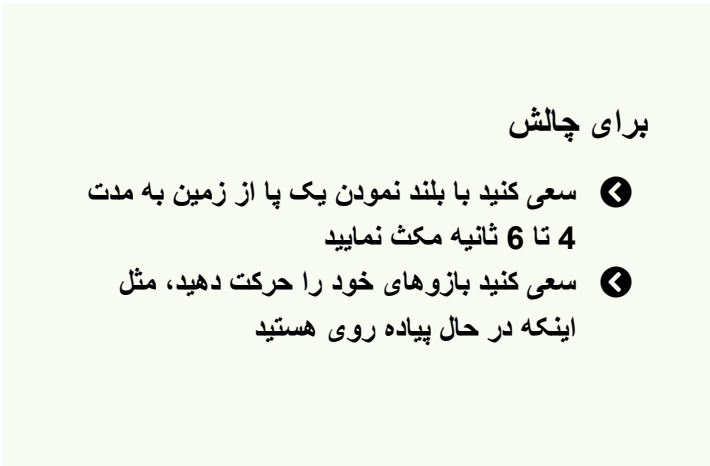 برای چالش
سعی کنید با بلند نمودن یک پا از زمین به مدت
4 تا 6 ثانیه مکث نمایید
سعی کنید بازوهای خود را حرکت دهید، مثل
اینکه در حال پیاده روی هستید